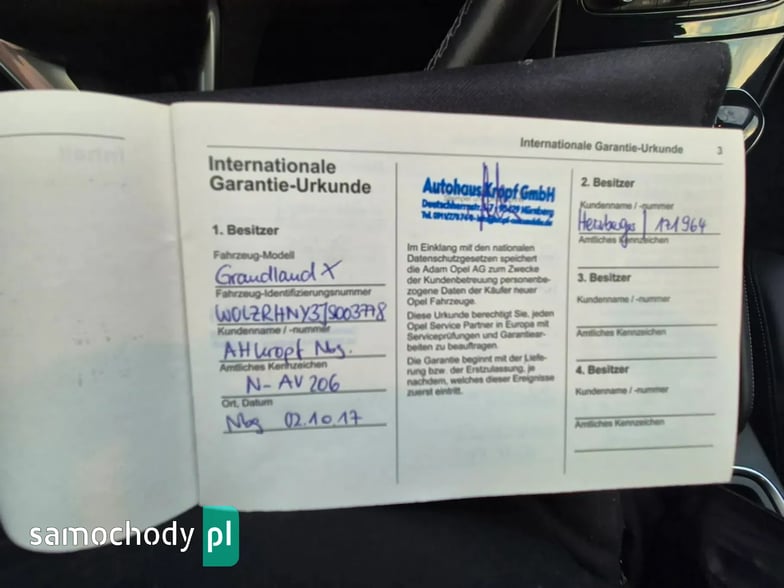 Internationale Garantie-Urkunde 3
Internationale
Garantie-Urkunde
1. Besitzer
Fahrzeug-Modell
Grandland X
Fahrzeug-Identifizierungsnummer
W0LZRHNY3JS003778
Kundenname / -nummer
AH Kropf Nbg.
Amtliches Kennzeichen
N-AV 206
Ort, Datum
Nbg 02.10.17
Autohaus Kropf GmbH
Im Einklang mit den nationalen
Datenschutzgesetzen speichert
die Adam Opel AG zum Zwecke
der Kundenbetreuung personenbe-
zogene Daten der Käufer neuer
Opel Fahrzeuge.
Diese Urkunde berechtigt Sie, jeden
Opel Service Partner in Europa mit
Serviceprüfungen und Garantiear-
beiten zu beauftragen.
Die Garantie beginnt mit der Liefe-
rung bzw. der Erstzulassung, je
nachdem, welches dieser Ereignisse
zuerst eintritt.
2. Besitzer
Kundenname / -nummer
171964
Amtliches Kennzeichen
3. Besitzer
Kundenname / -nummer
Amtliches Kennzeichen
4. Besitzer
Kundenname / -nummer
Amtliches Kennzeichen
samochody pl